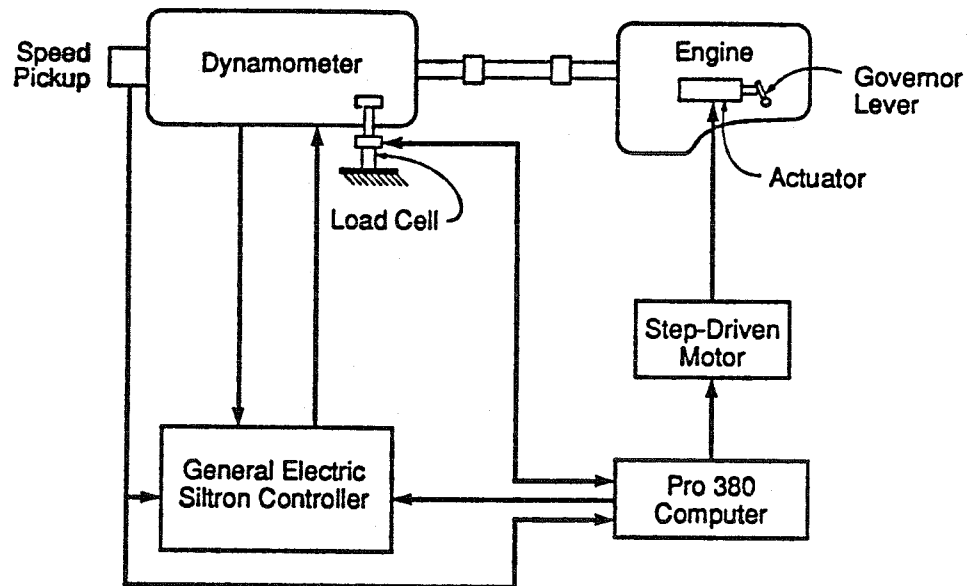 Speed
Pickup
Dynamometer
Engine
Governor
Lever
Actuator
Load Cell
Step-Driven
Motor
General Electric
Siltron Controller
Pro 380
Computer